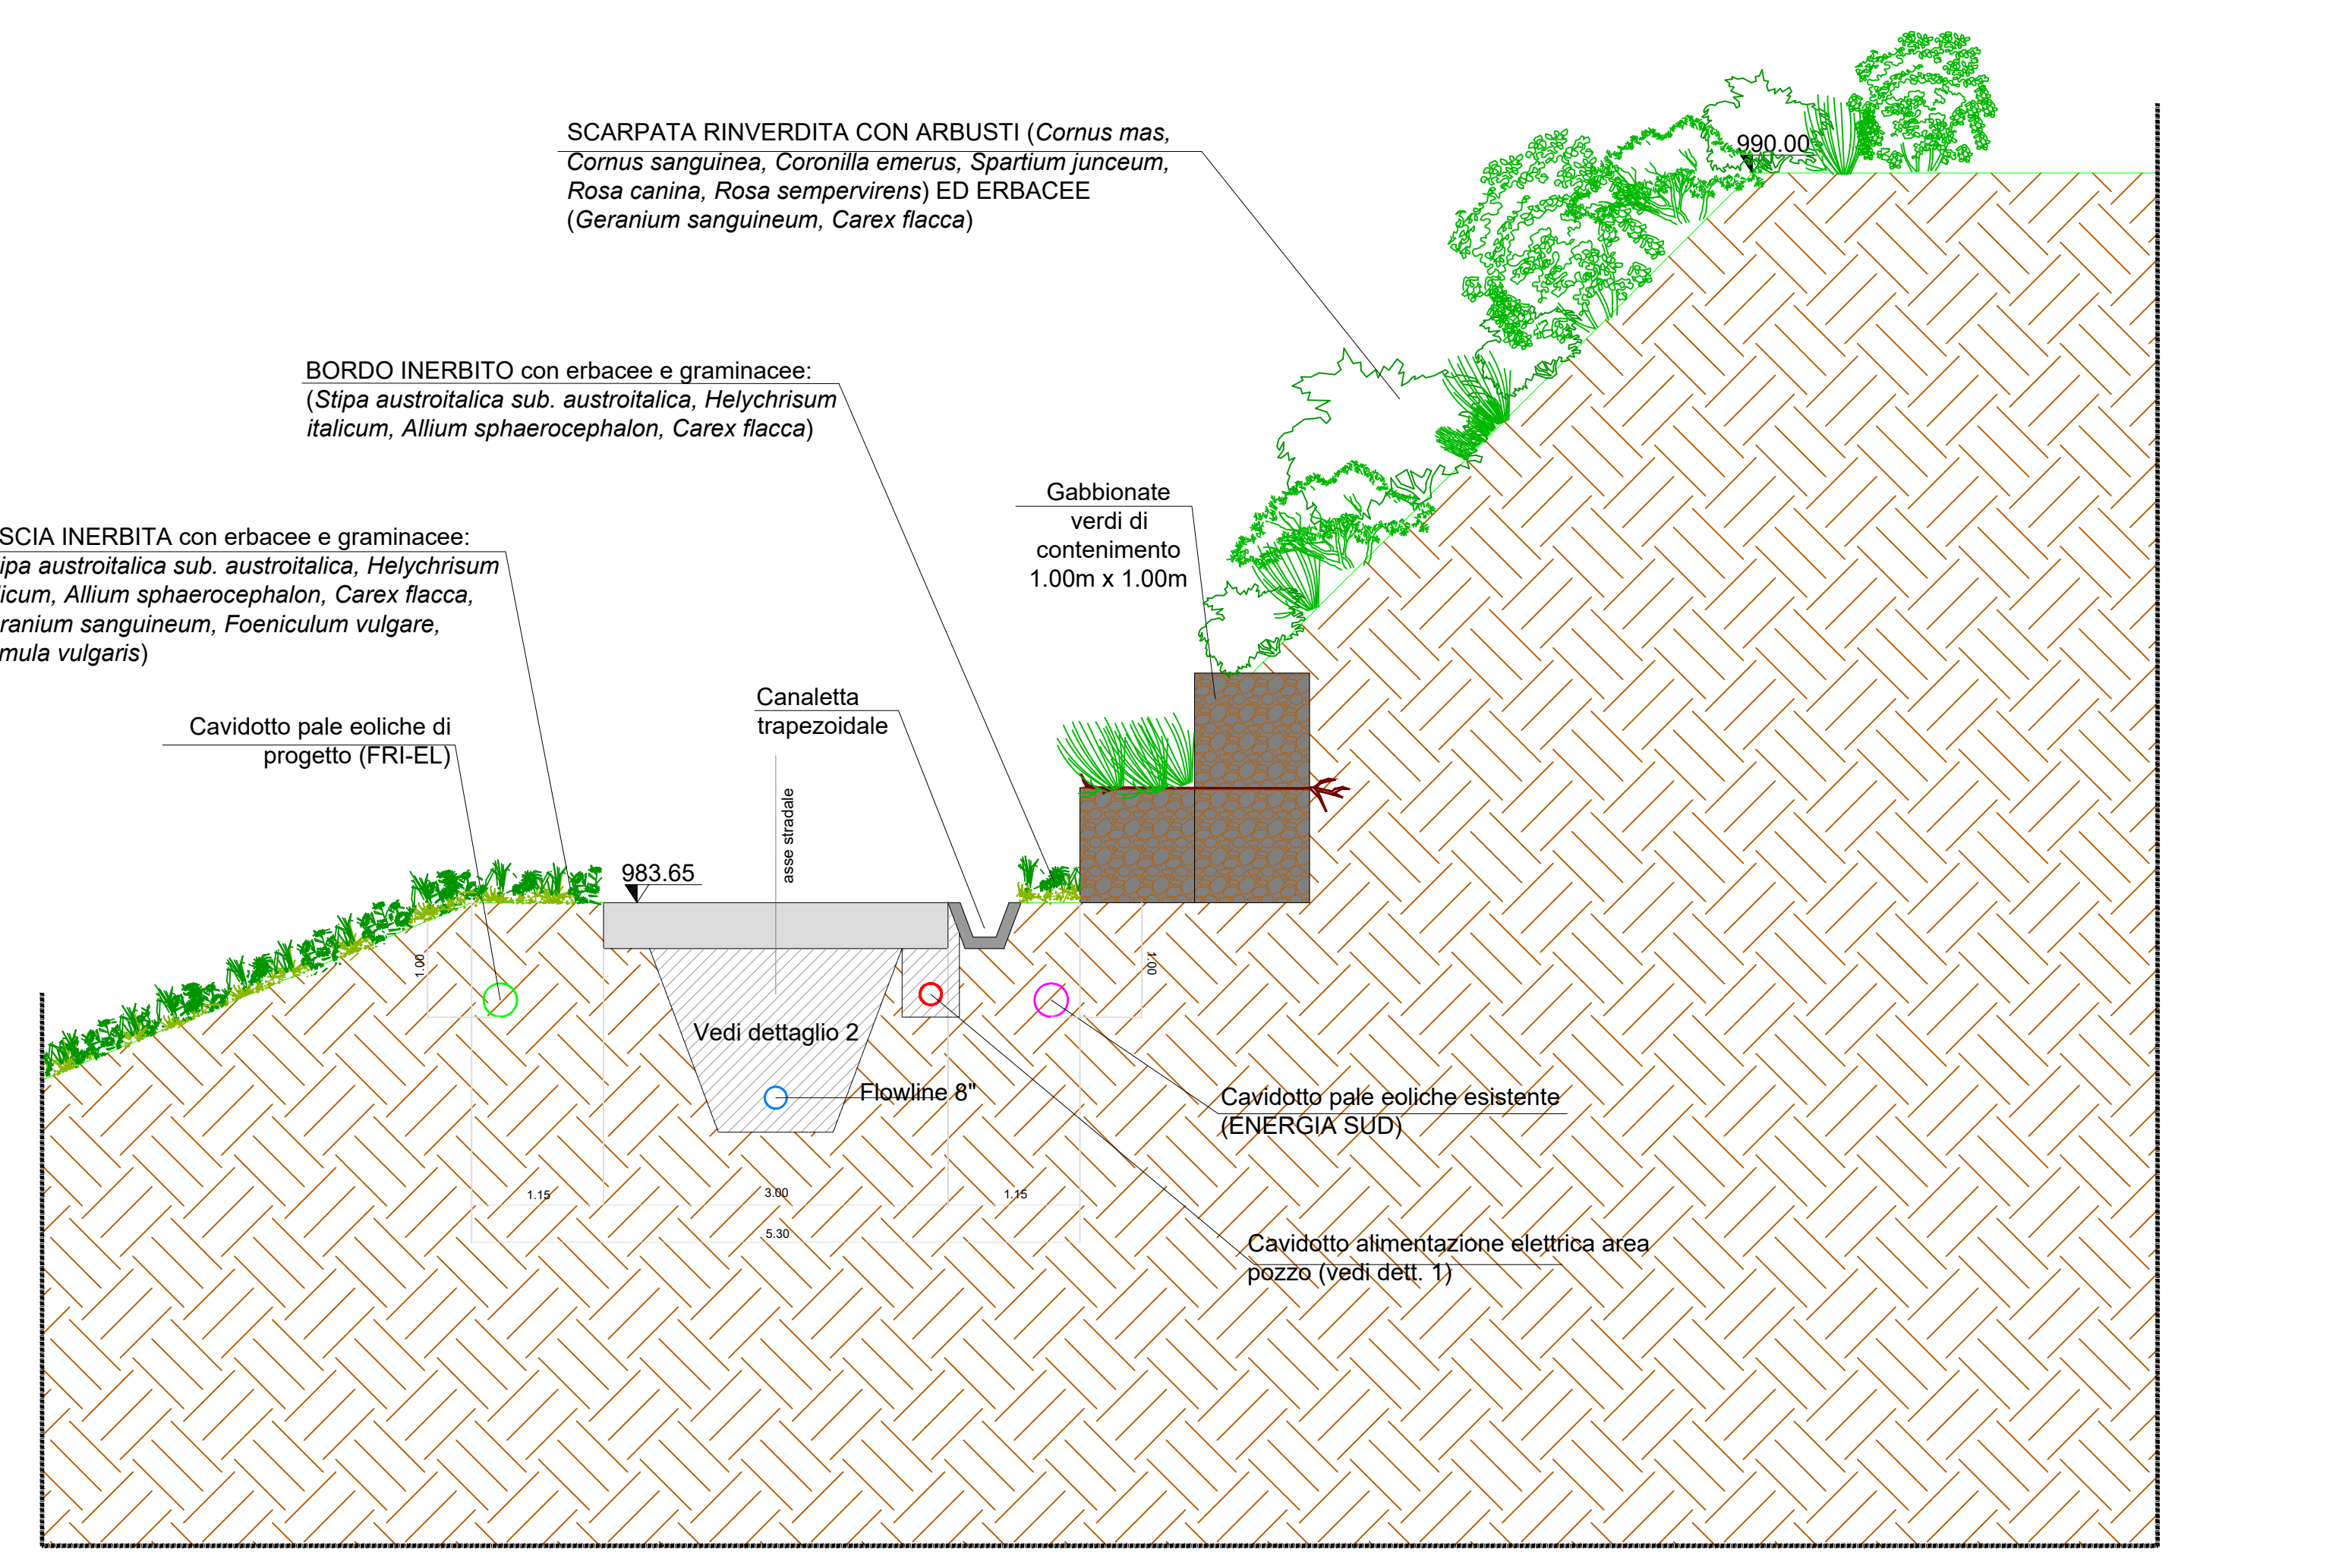 SCARPATA RINVERDITA CON ARBUSTI (Cornus mas,
Cornus sanguinea, Coronilla emerus, Spartium junceum,
Rosa canina, Rosa sempervirens) ED ERBACEE
(Geranium sanguineum, Carex flacca)
990.00
BORDO INERBITO con erbacee e graminacee:
(Stipa austroitalica sub. austroitalica, Helychrisum
italicum, Allium sphaerocephalon, Carex flacca)
Gabbionate
verdi di
contenimento
1.00m x 1.00m
SCIA INERBITA con erbacee e graminacee:
ipa austroitalica sub. austroitalica, Helychrisum
icum, Allium sphaerocephalon, Carex flacca,
ranium sanguineum, Foeniculum vulgare,
mula vulgaris)
Canaletta
trapezoidale
Cavidotto pale eoliche di
progetto (FRI-EL)
asse stradale
983.65
1.00
1.00
Vedi dettaglio 2
Flowline 8"
Cavidotto pale eoliche esistente
(ENERGIA SUD)
1.15
3.00
1.15
5.30
Cavidotto alimentazione elettrica area
pozzo (vedi dett. 1)